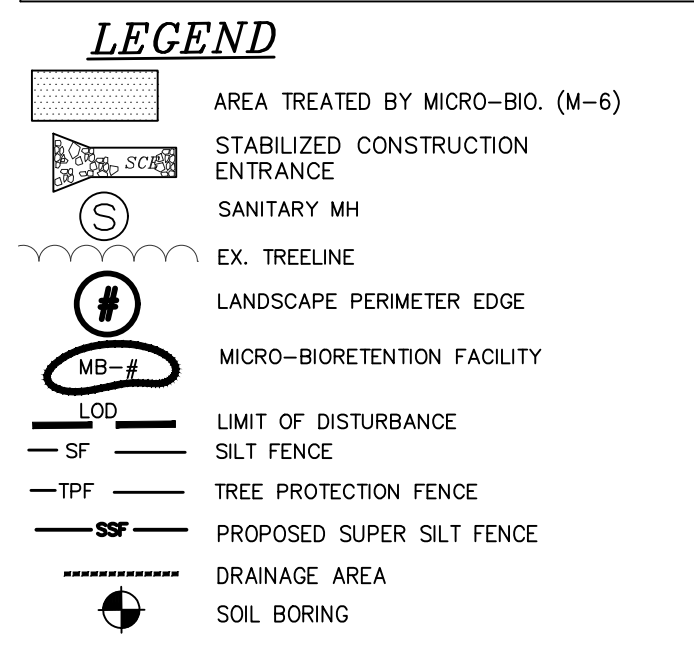 LEGEND
AREA TREATED BY MICRO-BIO. (M-6)
SCE STABILIZED CONSTRUCTION
ENTRANCE
S SANITARY MH
EX. TREELINE
# LANDSCAPE PERIMETER EDGE
MB-# MICRO-BIORETENTION FACILITY
LOD LIMIT OF DISTURBANCE
SF SILT FENCE
TPF TREE PROTECTION FENCE
SSF PROPOSED SUPER SILT FENCE
DRAINAGE AREA
SOIL BORING